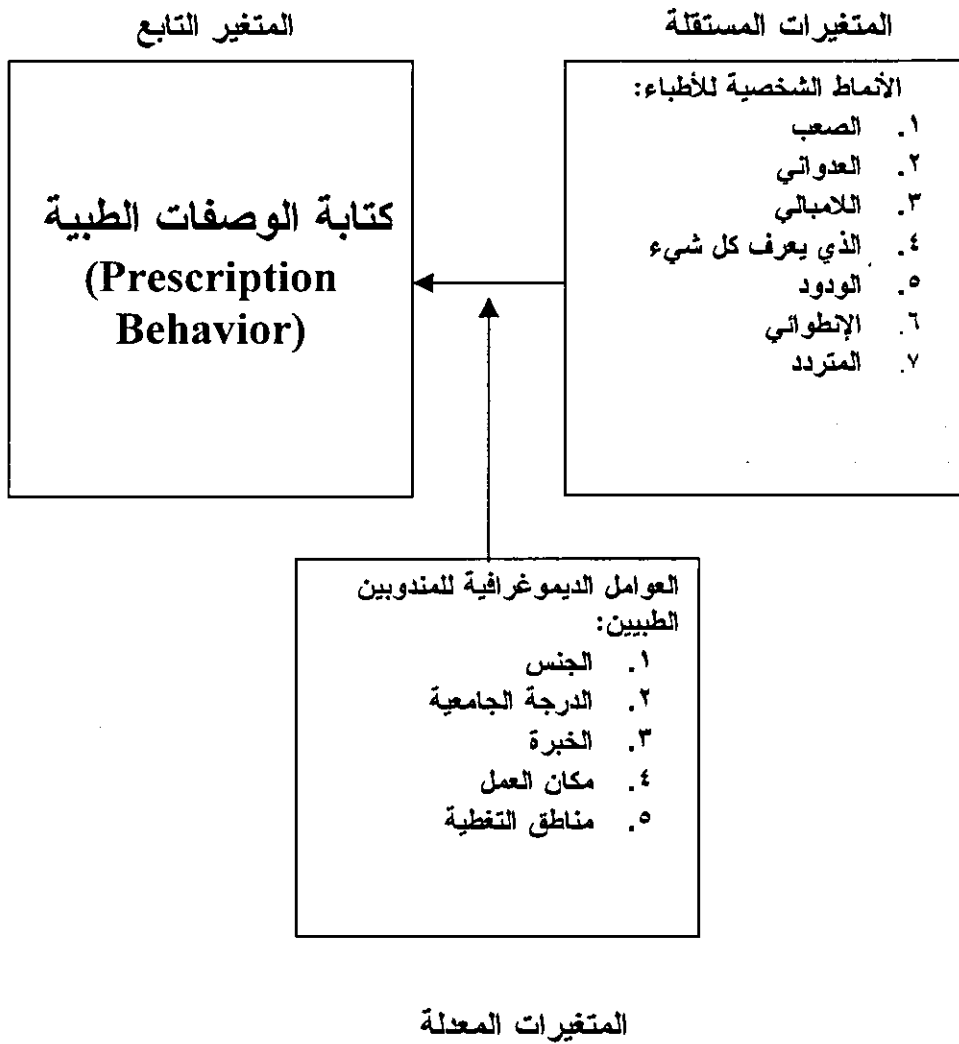 المتغيرات المستقلة
المتغير التابع
الأنماط الشخصية للأطباء:
١. الصعب
٢. العدواني
٣. اللامبالي
٤. الذي يعرف كل شيء
٥. الودود
٦. الإنطوائي
٧. المتردد
كتابة الوصفات الطبية
(Prescription
Behavior)
العوامل الديموغرافية للمندوبين
الطبيين:
١. الجنس
٢. الدرجة الجامعية
٣. الخبرة
٤. مكان العمل
٥. مناطق التغطية
المتغيرات المعدلة